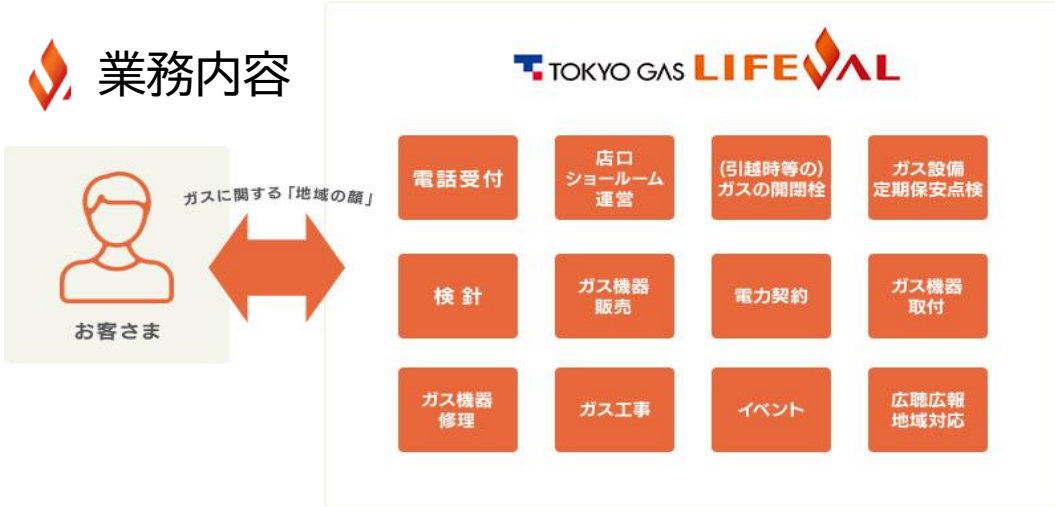 業務内容
TOKYO GAS LIFEVAL
ガスに関する「地域の顔」
お客さま
電話受付
店口
ショールーム
運営
(引越時等の)
ガスの開閉栓
ガス設備
定期保安点検
検針
ガス機器
販売
電力契約
ガス機器
取付
ガス機器
修理
ガス工事
イベント
広聴広報
地域対応